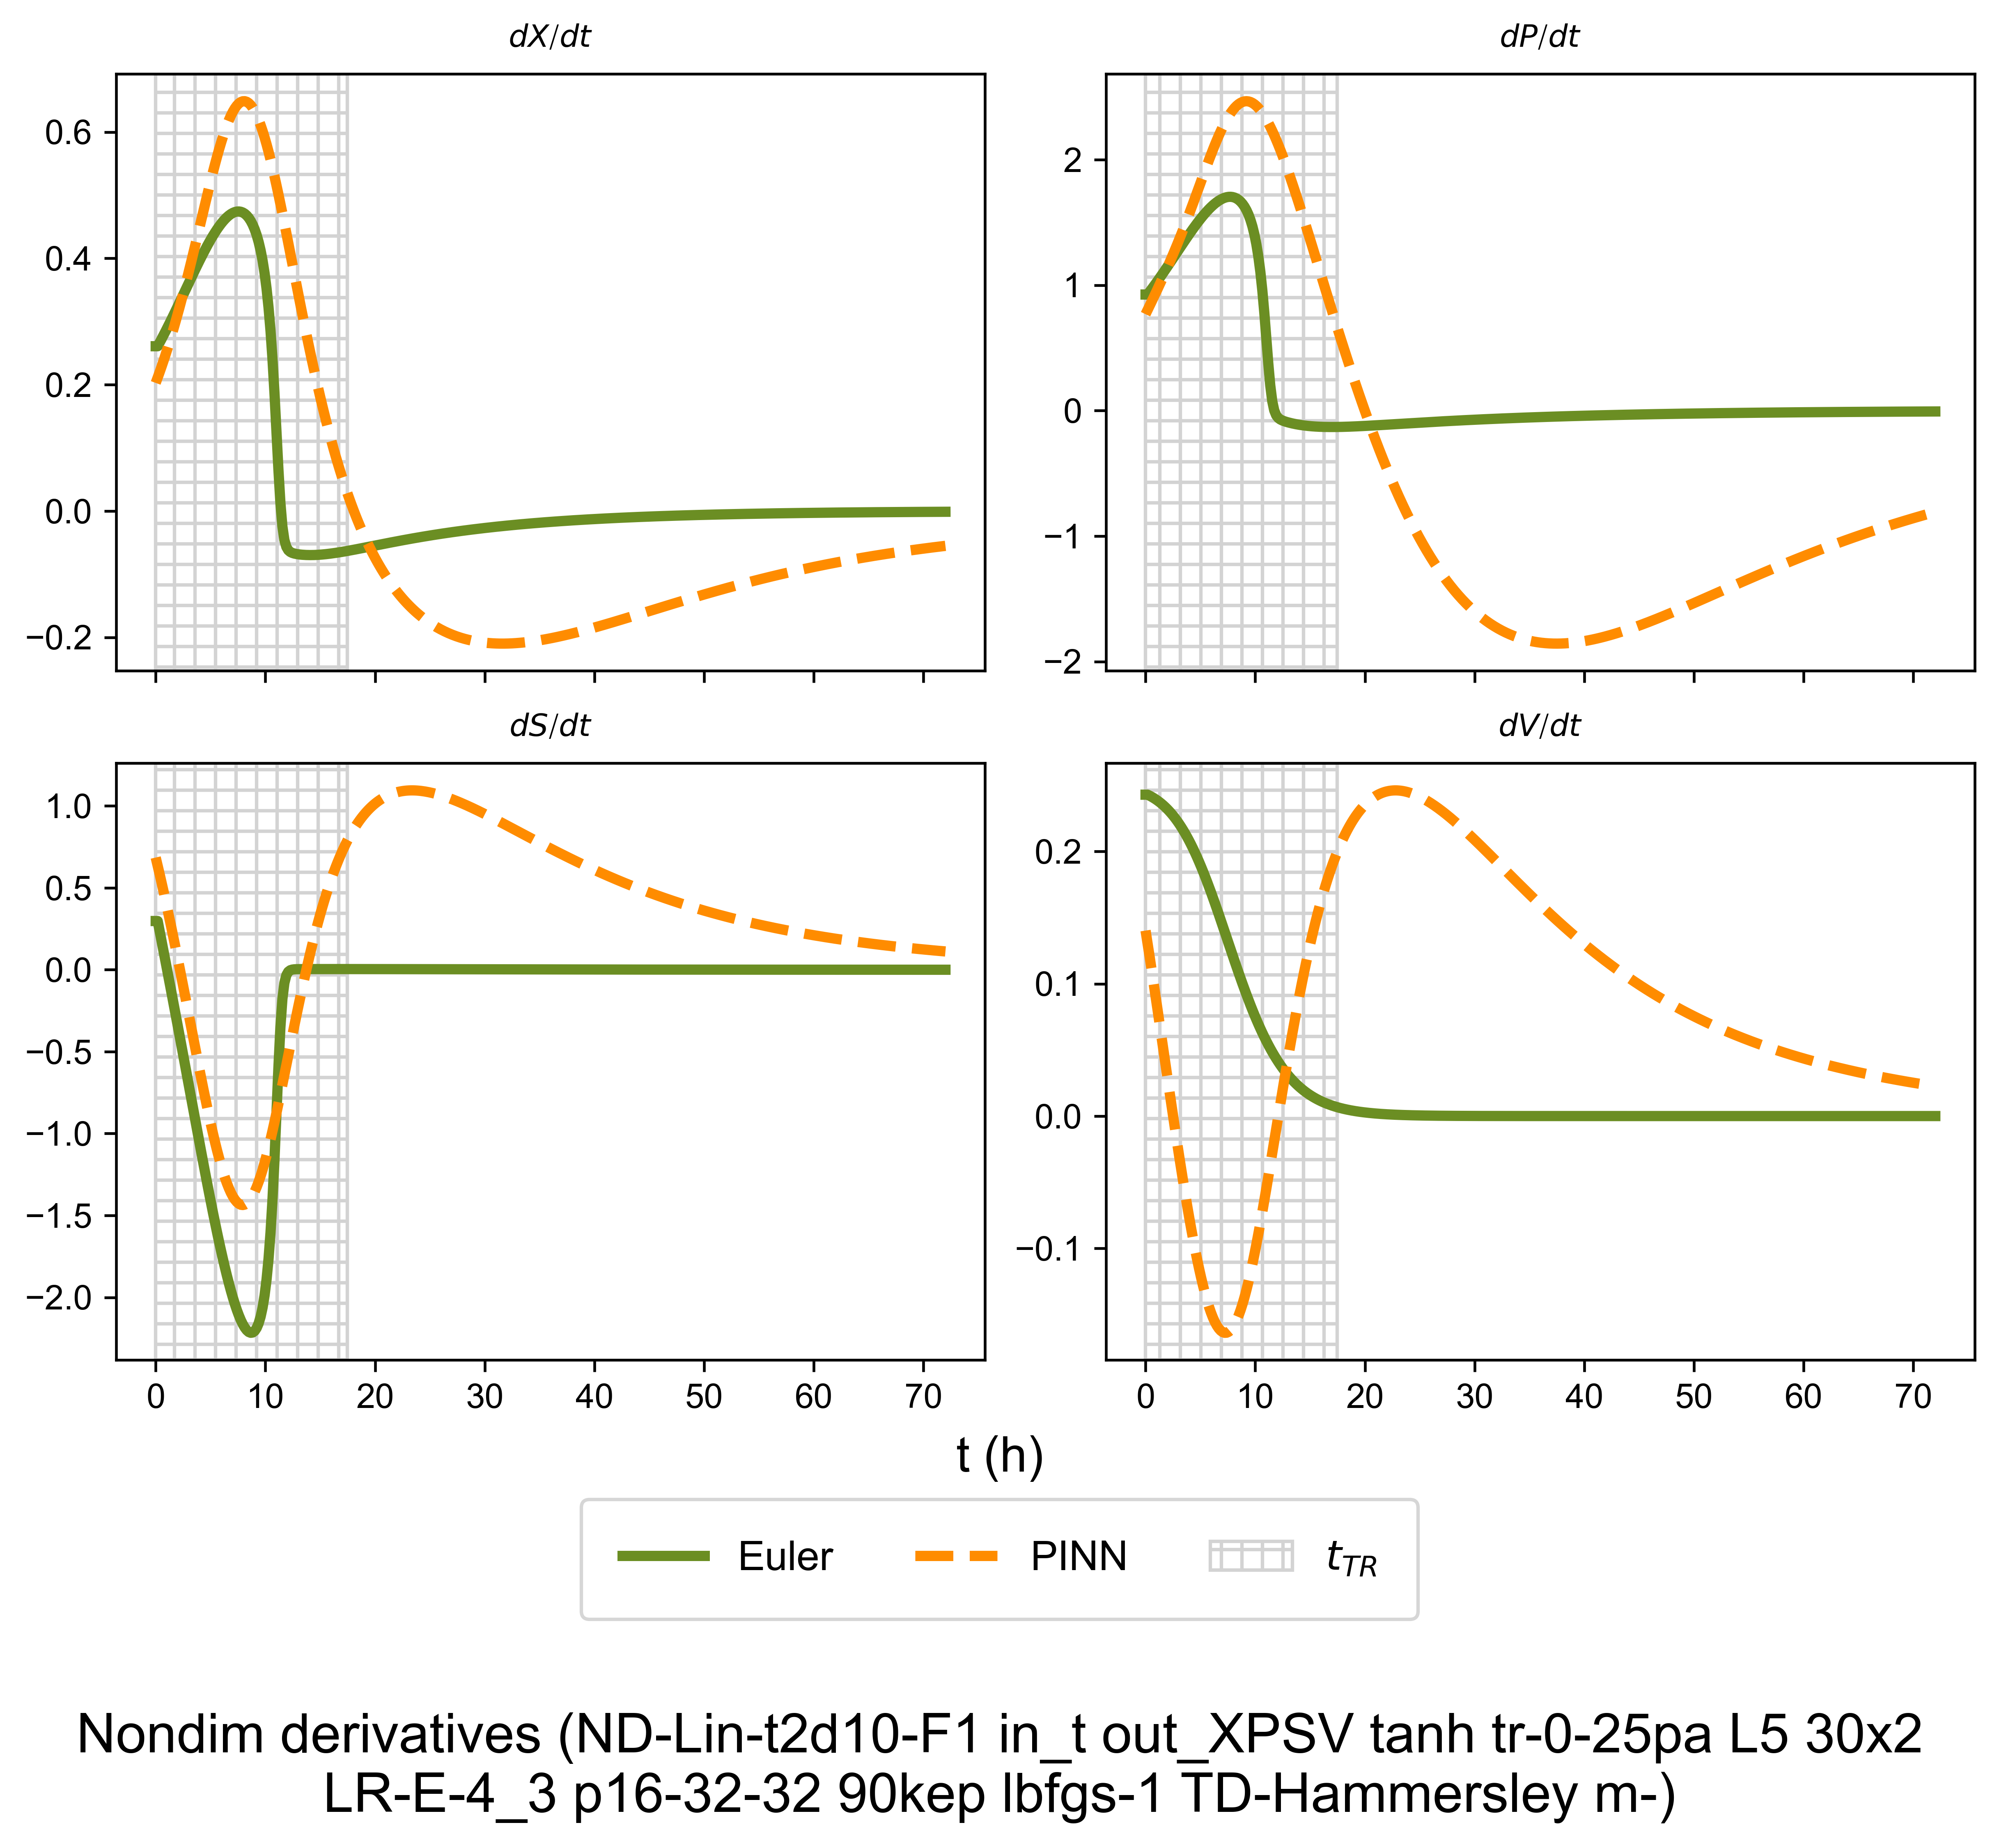 dX/dt
dP/dt
0.6
0.4
0.2
0.0
−0.2
2
1
0
−1
−2
dS/dt
dV/dt
1.0
0.5
0.0
−0.5
−1.0
−1.5
−2.0
0.2
0.1
0.0
−0.1
0 10 20 30 40 50 60 70
0 10 20 30 40 50 60 70
t (h)
Euler PINN t_TR
Nondim derivatives (ND-Lin-t2d10-F1 in_t out_XPSV tanh tr-0-25pa L5 30x2
LR-E-4_3 p16-32-32 90kep lbfgs-1 TD-Hammersley m-)